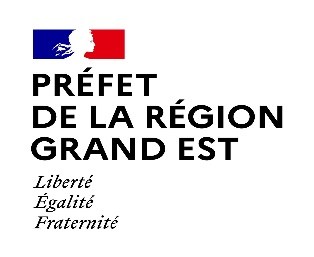 PRÉFET
DE LA RÉGION
GRAND EST
Liberté
Égalité
Fraternité